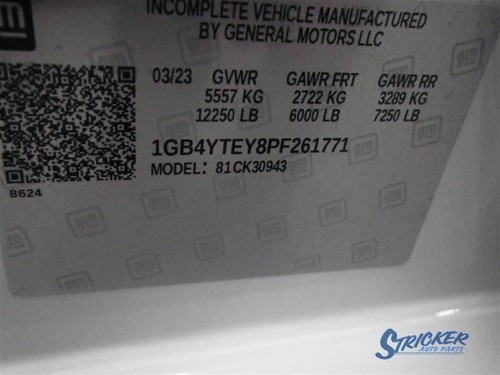 INCOMPLETE VEHICLE MANUFACTURED
BY GENERAL MOTORS LLC
gm
03/23 GVWR GAWR FRT GAWR RR
5557 KG 2722 KG 3289 KG
12250 LB 6000 LB 7250 LB
1GB4YTEY8PF261771
MODEL: 81CK30943
8624
STRICKER
AUTO PARTS